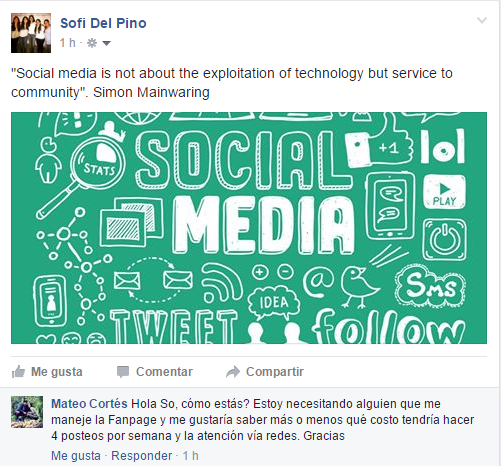 Sofi Del Pino
1 h ·
"Social media is not about the exploitation of technology but service to
community". Simon Mainwaring
STATS
SOCIAL
MEDIA
+1
lol
PLAY
IDEA
@
Sms
TWEET
follow
Me gusta Comentar Compartir
Mateo Cortés Hola So, cómo estás? Estoy necesitando alguien que me
maneje la Fanpage y me gustaría saber más o menos qué costo tendría hacer
4 posteos por semana y la atención vía redes. Gracias
Me gusta · Responder · 1 h